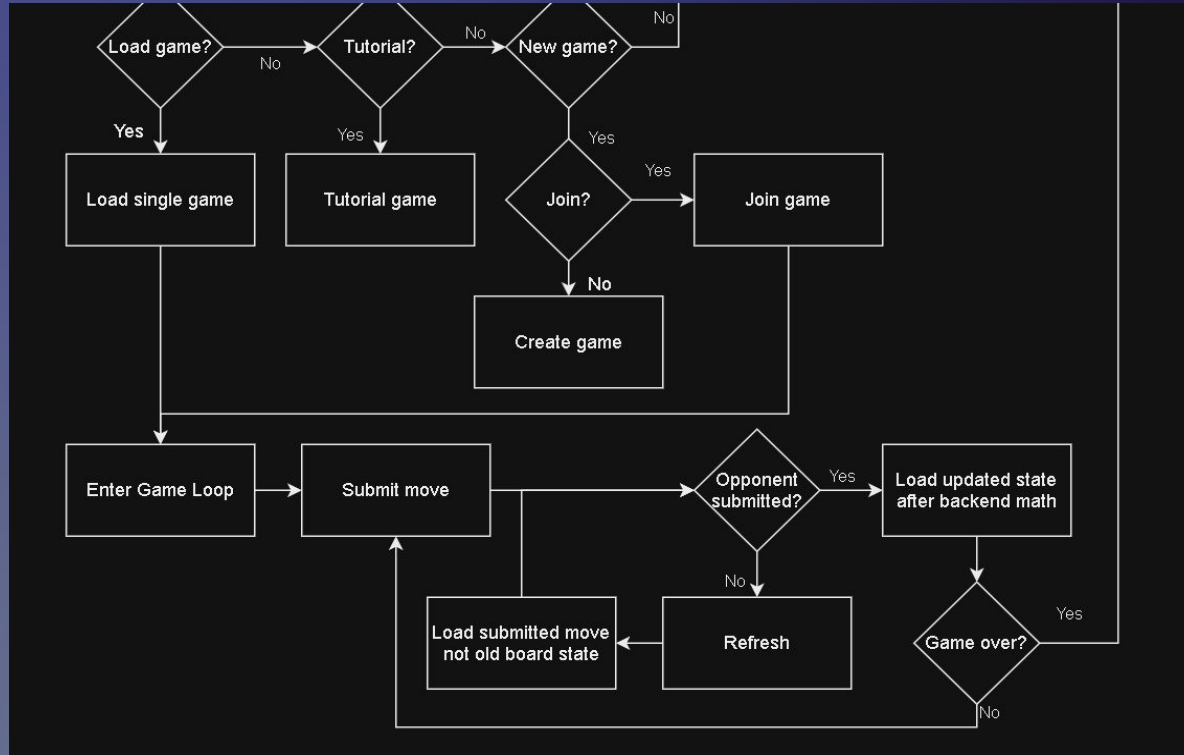 No
Load game?
No
Tutorial?
No
New game?
Yes
Yes
Yes
Load single game
Tutorial game
Join?
Yes
Join game
No
Create game
Enter Game Loop
Submit move
Opponent
submitted?
Yes
Load updated state
after backend math
No
Load submitted move
not old board state
Refresh
Game over?
Yes
No